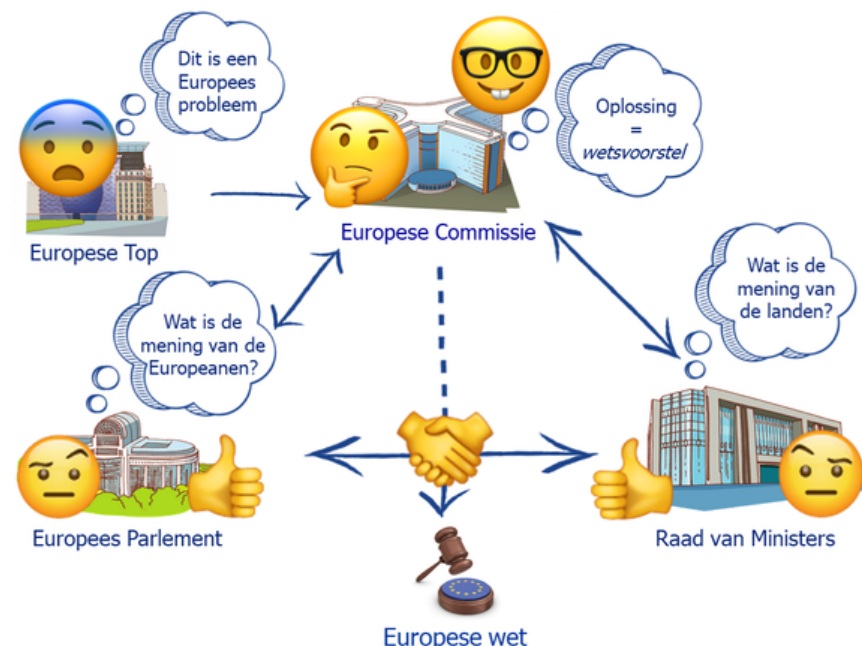 Dit is een
Europees
probleem
Oplossing
=
wetsvoorstel
Europese Top
Europese Commissie
Wat is de
mening van de
Europeanen?
Wat is de
mening van
de landen?
Europees Parlement
Raad van Ministers
Europese wet